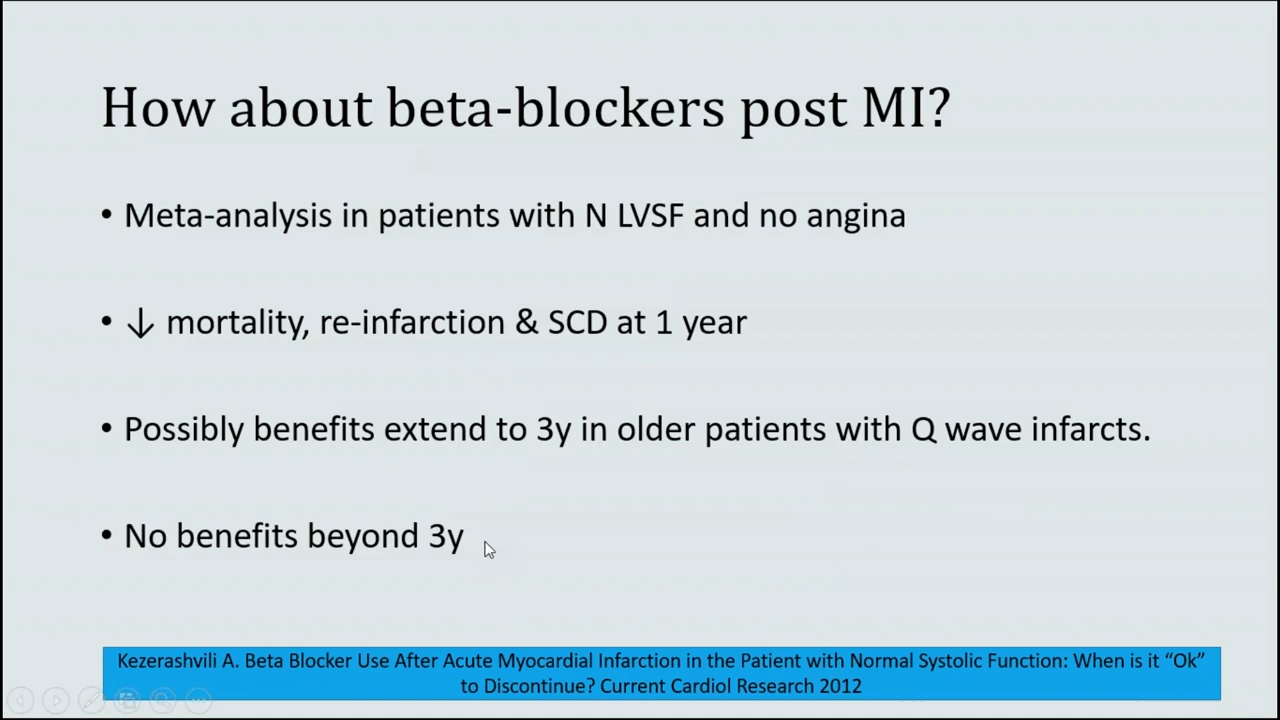 How about beta-blockers post MI?
• Meta-analysis in patients with N LVSF and no angina
• ↓ mortality, re-infarction & SCD at 1 year
• Possibly benefits extend to 3y in older patients with Q wave infarcts.
• No benefits beyond 3y
Kezerashvili A. Beta Blocker Use After Acute Myocardial Infarction in the Patient with Normal Systolic Function: When is it “Ok”
to Discontinue? Current Cardiol Research 2012